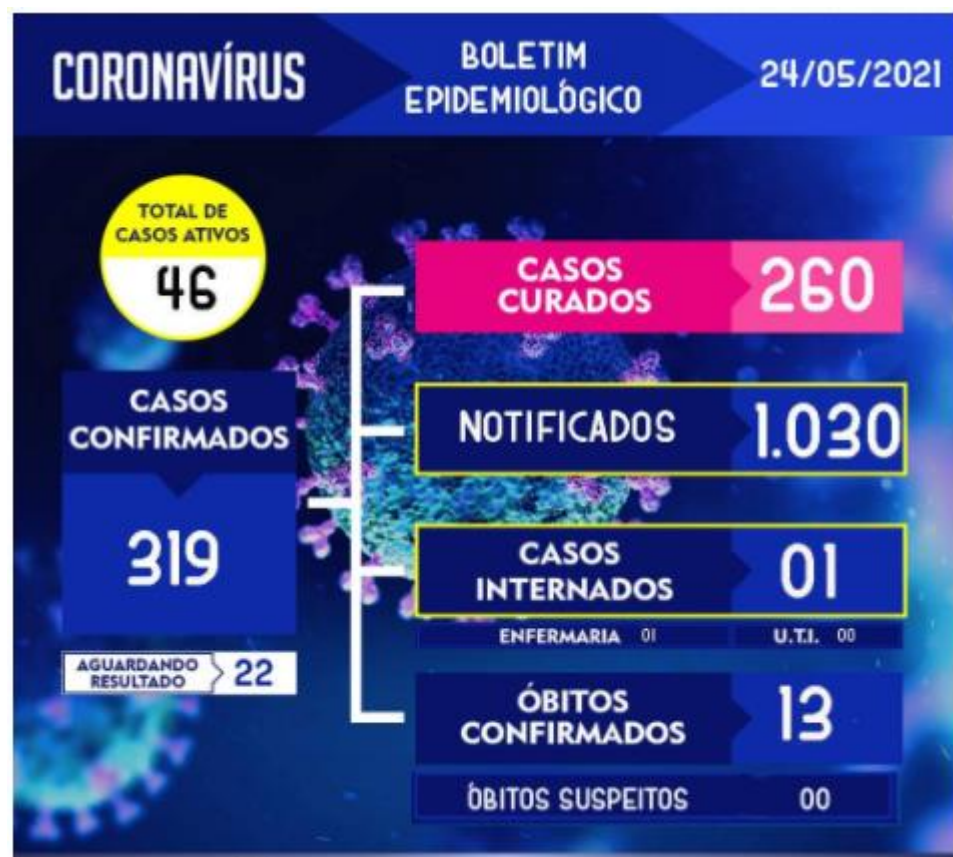 CORONAVÍRUS
BOLETIM
EPIDEMIOLÓGICO
24/05/2021
TOTAL DE
CASOS ATIVOS
46
CASOS
CONFIRMADOS
319
AGUARDANDO
RESULTADO
22
CASOS
CURADOS
260
NOTIFICADOS
1.030
CASOS
INTERNADOS
01
ENFERMARIA 01
U.T.I. 00
ÓBITOS
CONFIRMADOS
13
ÓBITOS SUSPEITOS
00